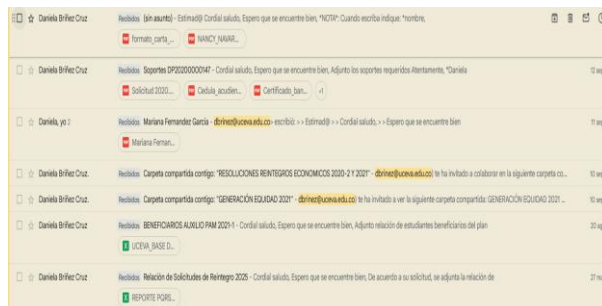 Daniela Briñez Cruz Recibidos (sin asunto) - Estimad@ Cordial saludo, Espero que se encuentre bien, *NOTA*: Cuando escriba indique: *nombre,
formato_carta_... NANCY_NAVAR...
Daniela Briñez Cruz Recibidos Soportes DP20200000147 - Cordial saludo, Espero que se encuentre bien, Adjunto los soportes requeridos Atentamente, *Daniela 12 sep
Solicitud 2020.... Cedula_acudien... Certificado_ban... +1
Daniela, yo 2 Recibidos Mariana Fernandez Garcia - dbrinez@uceva.edu.co> escribió: > > Estimad@ > > Cordial saludo, > > Espero que se encuentre bien 11 sep
Mariana Fernan...
Daniela Briñez Cruz. Recibidos Carpeta compartida contigo: "RESOLUCIONES REINTEGROS ECONOMICOS 2020-2 Y 2021" - dbrinez@uceva.edu.co) te ha invitado a colaborar en la siguiente carpeta co... 10 sep
Daniela Briñez Cruz. Recibidos Carpeta compartida contigo: "GENERACIÓN EQUIDAD 2021" - dbrinez@uceva.edu.co) te ha invitado a ver la siguiente carpeta compartida: GENERACIÓN EQUIDAD 2021 ... 10 sep
Daniela Briñez Cruz Recibidos BENEFICIARIOS AUXILIO PAM 2021-1 - Cordial saludo, Espero que se encuentre bien, Adjunto relación de estudiantes beneficiarios del plan 20
UCEVA_BASE D...
Daniela Briñez Cruz Recibidos Relación de Solicitudes de Reintegro 2025 - Cordial saludo, Espero que se encuentre bien, De acuerdo a su solicitud, se adjunta la relación de 27
REPORTE PQRS...